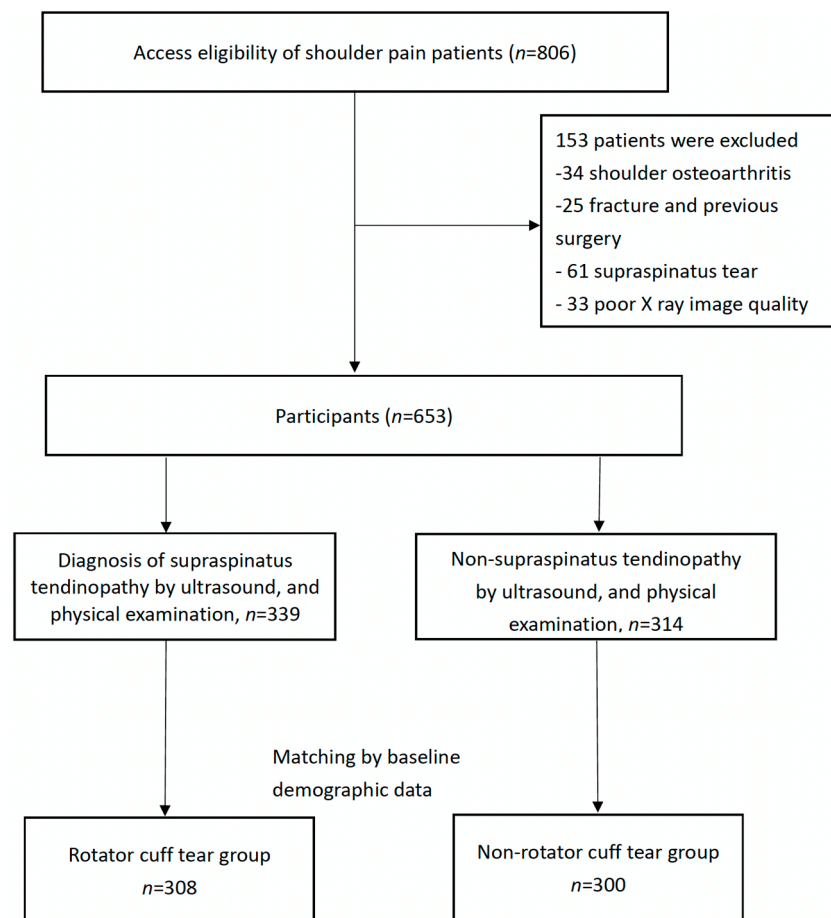 Access eligibility of shoulder pain patients (n=806)
153 patients were excluded
-34 shoulder osteoarthritis
-25 fracture and previous
surgery
- 61 supraspinatus tear
- 33 poor X ray image quality
Participants (n=653)
Diagnosis of supraspinatus
tendinopathy by ultrasound, and
physical examination, n=339
Non-supraspinatus tendinopathy
by ultrasound, and physical
examination, n=314
Matching by baseline
demographic data
Rotator cuff tear group
n=308
Non-rotator cuff tear group
n=300